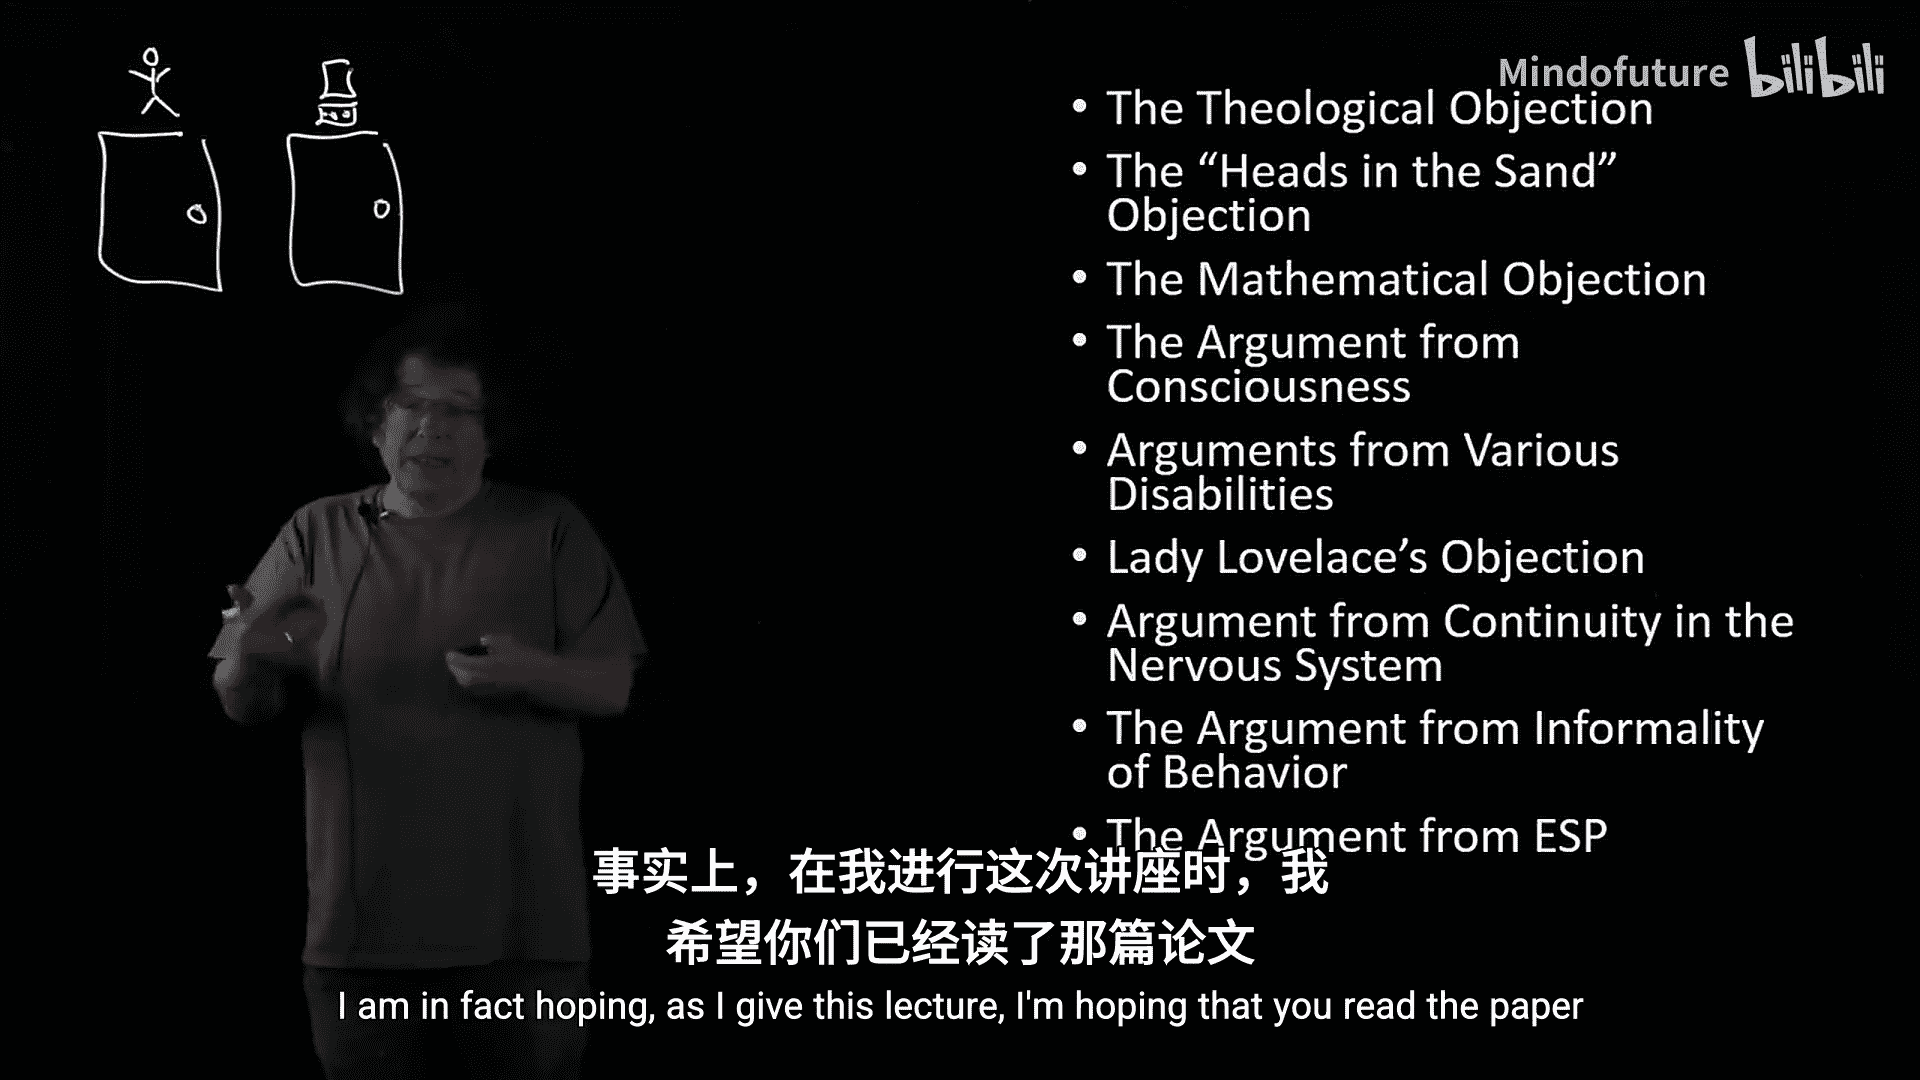 Mindofuture bilibili
• The Theological Objection
• The “Heads in the Sand”
Objection
• The Mathematical Objection
• The Argument from
Consciousness
• Arguments from Various
Disabilities
• Lady Lovelace’s Objection
• Argument from Continuity in the
Nervous System
• The Argument from Informality
of Behavior
• The Argument from ESP
事实上，在我进行这次讲座时，我
希望你们已经读了那篇论文
I am in fact hoping, as I give this lecture, I'm hoping that you read the paper